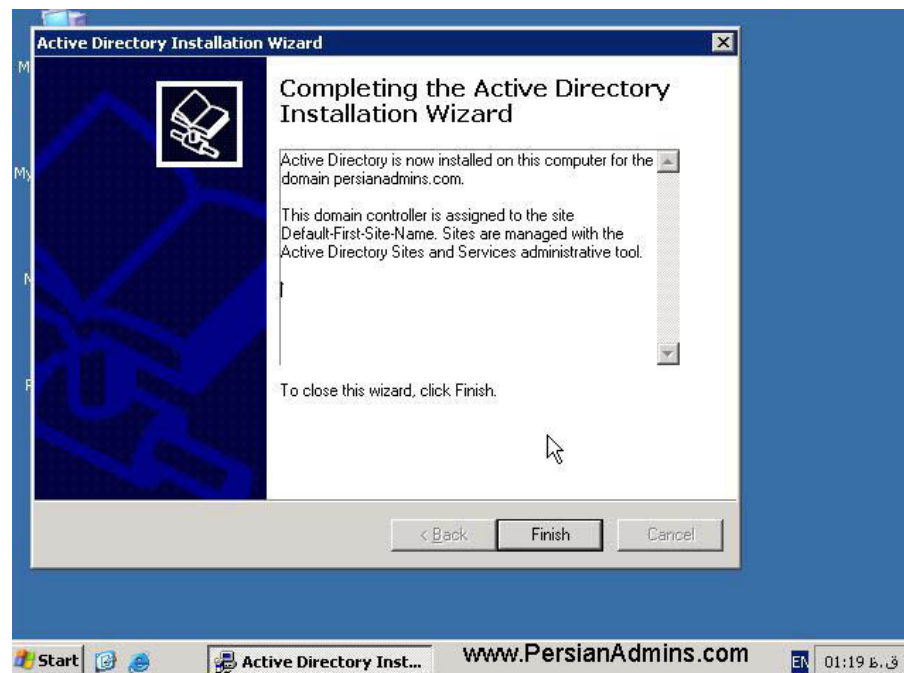 Active Directory Installation Wizard
Completing the Active Directory
Installation Wizard
Active Directory is now installed on this computer for the
domain persianadmins.com.
This domain controller is assigned to the site
Default-First-Site-Name. Sites are managed with the
Active Directory Sites and Services administrative tool.
To close this wizard, click Finish.
< Back
Finish
Cancel
M
My
N
Start
Active Directory Inst...
www.PersianAdmins.com
EN
01:19 ق.ظ